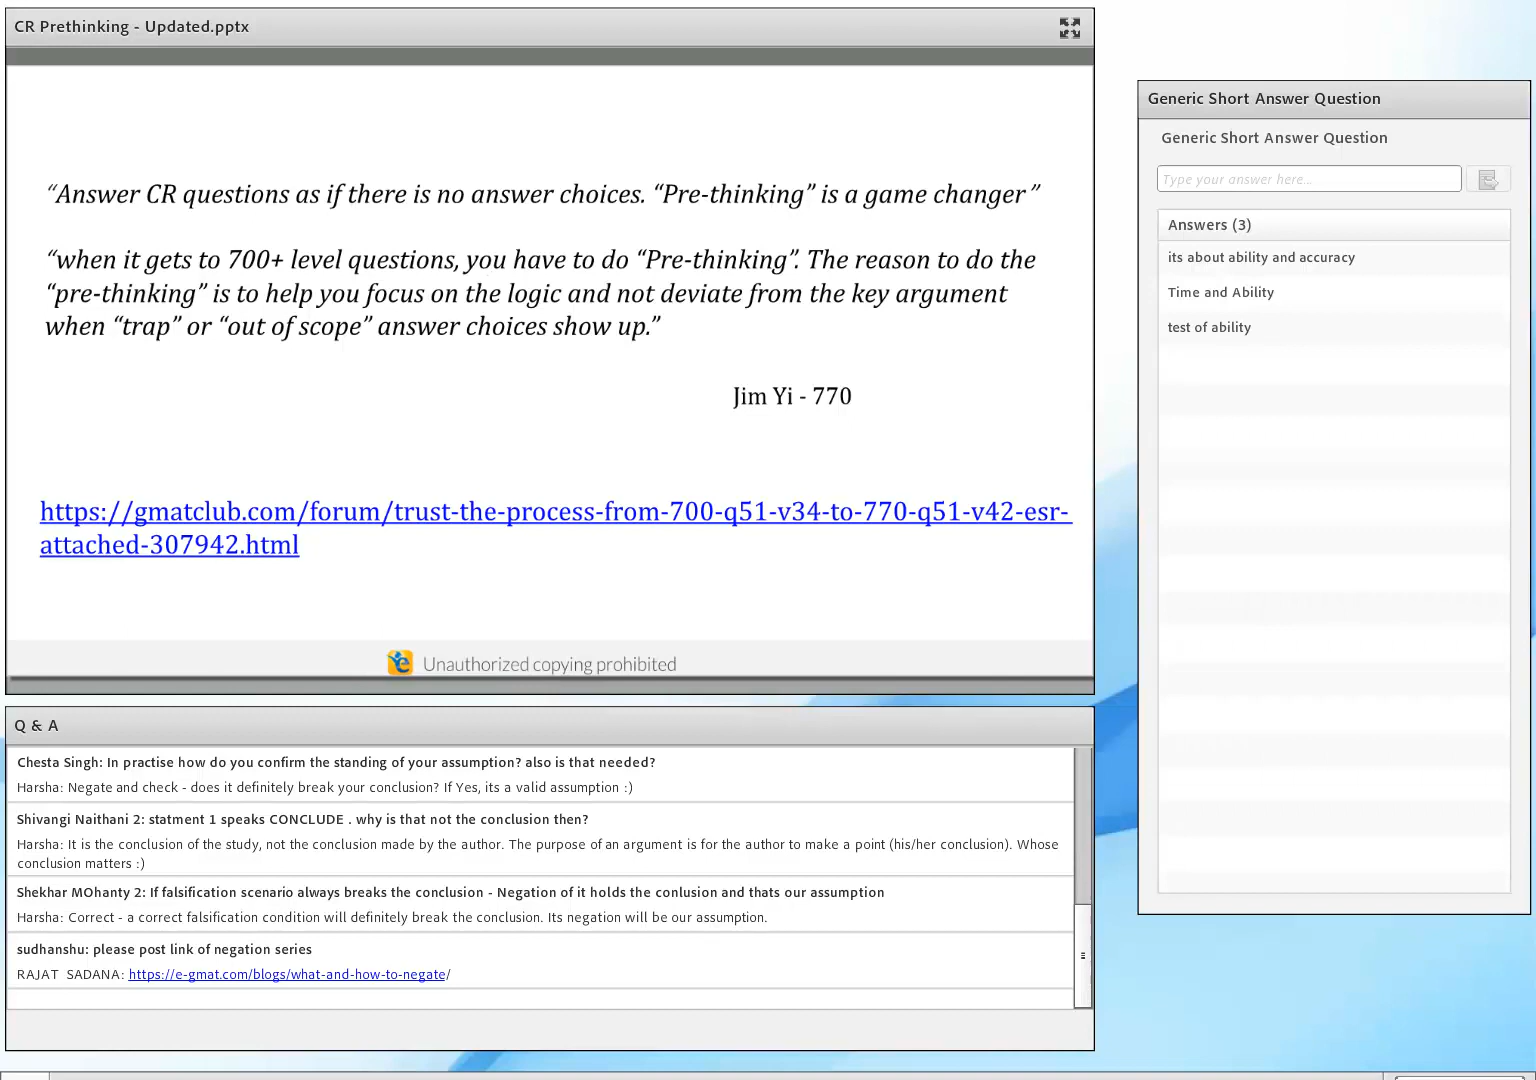 CR Prethinking - Updated.pptx
“Answer CR questions as if there is no answer choices. “Pre-thinking” is a game changer”
“when it gets to 700+ level questions, you have to do “Pre-thinking”. The reason to do the
“pre-thinking” is to help you focus on the logic and not deviate from the key argument
when “trap” or “out of scope” answer choices show up.”
Jim Yi - 770
https://gmatclub.com/forum/trust-the-process-from-700-q51-v34-to-770-q51-v42-esr-
attached-307942.html
Unauthorized copying prohibited
Q & A
Chesta Singh: In practise how do you confirm the standing of your assumption? also is that needed?
Harsha: Negate and check - does it definitely break your conclusion? If Yes, its a valid assumption :)
Shivangi Naithani 2: statment 1 speaks CONCLUDE . why is that not the conclusion then?
Harsha: It is the conclusion of the study, not the conclusion made by the author. The purpose of an argument is for the author to make a point (his/her conclusion). Whose
conclusion matters :)
Shekhar MOhanty 2: If falsification scenario always breaks the conclusion - Negation of it holds the conlusion and thats our assumption
Harsha: Correct - a correct falsification condition will definitely break the conclusion. Its negation will be our assumption.
sudhanshu: please post link of negation series
RAJAT SADANA: https://e-gmat.com/blogs/what-and-how-to-negate/
Generic Short Answer Question
Generic Short Answer Question
Type your answer here...
Answers (3)
its about ability and accuracy
Time and Ability
test of ability